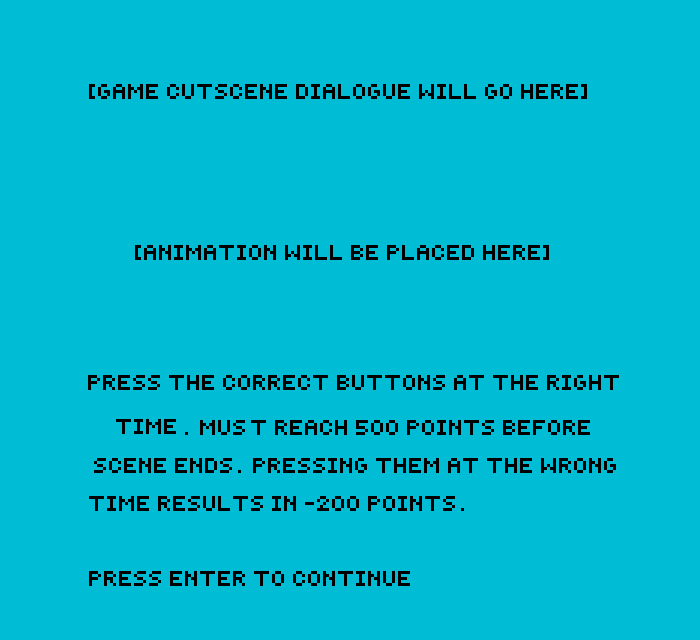 [GAME CUTSCENE DIALOGUE WILL GO HERE]
[ANIMATION WILL BE PLACED HERE]
PRESS THE CORRECT BUTTONS AT THE RIGHT
TIME. MUST REACH 500 POINTS BEFORE
SCENE ENDS. PRESSING THEM AT THE WRONG
TIME RESULTS IN -200 POINTS.
PRESS ENTER TO CONTINUE